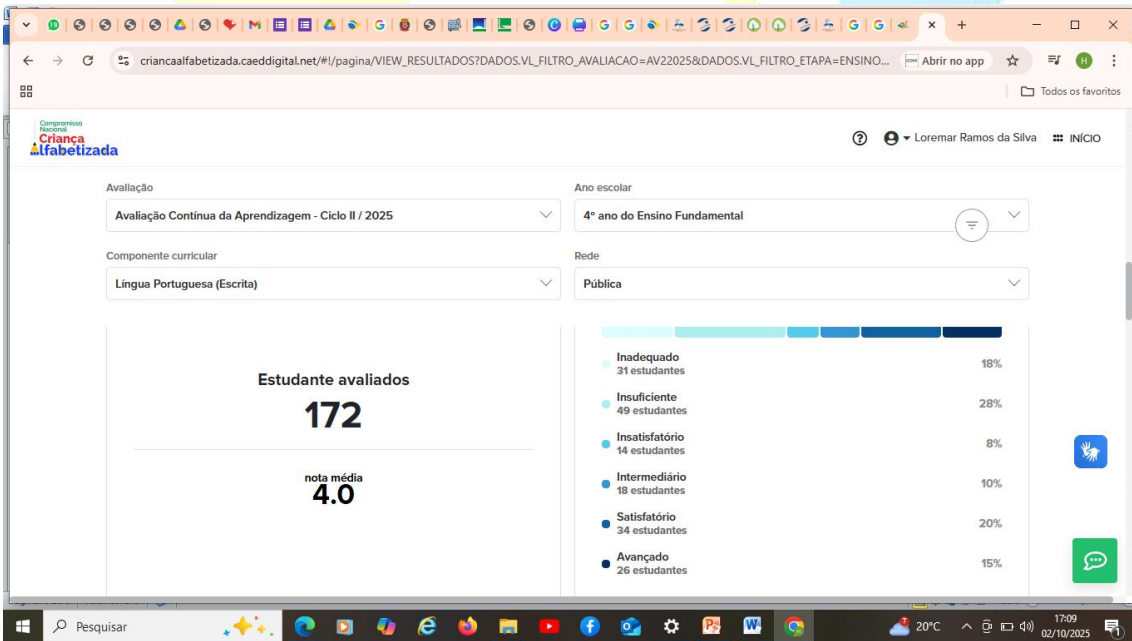 criancaalfabetizada.caeddigital.net/#!/pagina/VIEW_RESULTADOS?DADOS.VL_FILTRO_AVALIACAO=AV22025&DADOS.VL_FILTRO_ETAPA=ENSINO...
Abrir no app
H
Todos os favoritos
Compromisso
Nacional
Criança
Alfabetizada
Loremar Ramos da Silva
INÍCIO
Avaliação
Ano escolar
Avaliação Contínua da Aprendizagem - Ciclo II / 2025
4º ano do Ensino Fundamental
Componente curricular
Rede
Língua Portuguesa (Escrita)
Pública
Estudante avaliados
172
nota média
4.0
Inadequado
31 estudantes
18%
Insuficiente
49 estudantes
28%
Insatisfatório
14 estudantes
8%
Intermediário
18 estudantes
10%
Satisfatório
34 estudantes
20%
Avançado
26 estudantes
15%
Pesquisar
20°C
17:09
02/10/2025